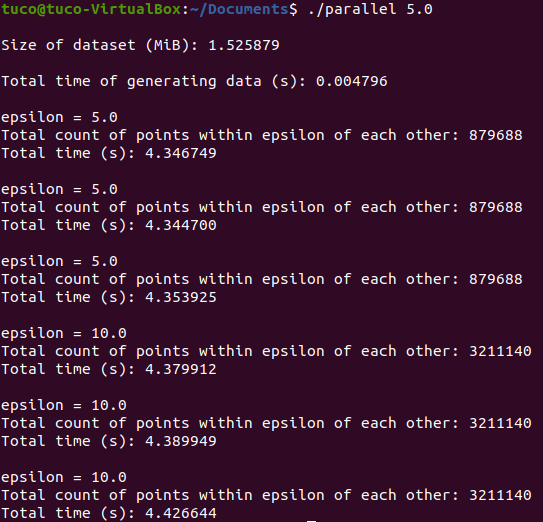 tuco@tuco-VirtualBox:~/Documents$ ./parallel 5.0
Size of dataset (MiB): 1.525879
Total time of generating data (s): 0.004796
epsilon = 5.0
Total count of points within epsilon of each other: 879688
Total time (s): 4.346749
epsilon = 5.0
Total count of points within epsilon of each other: 879688
Total time (s): 4.344700
epsilon = 5.0
Total count of points within epsilon of each other: 879688
Total time (s): 4.353925
epsilon = 10.0
Total count of points within epsilon of each other: 3211140
Total time (s): 4.379912
epsilon = 10.0
Total count of points within epsilon of each other: 3211140
Total time (s): 4.389949
epsilon = 10.0
Total count of points within epsilon of each other: 3211140
Total time (s): 4.426644